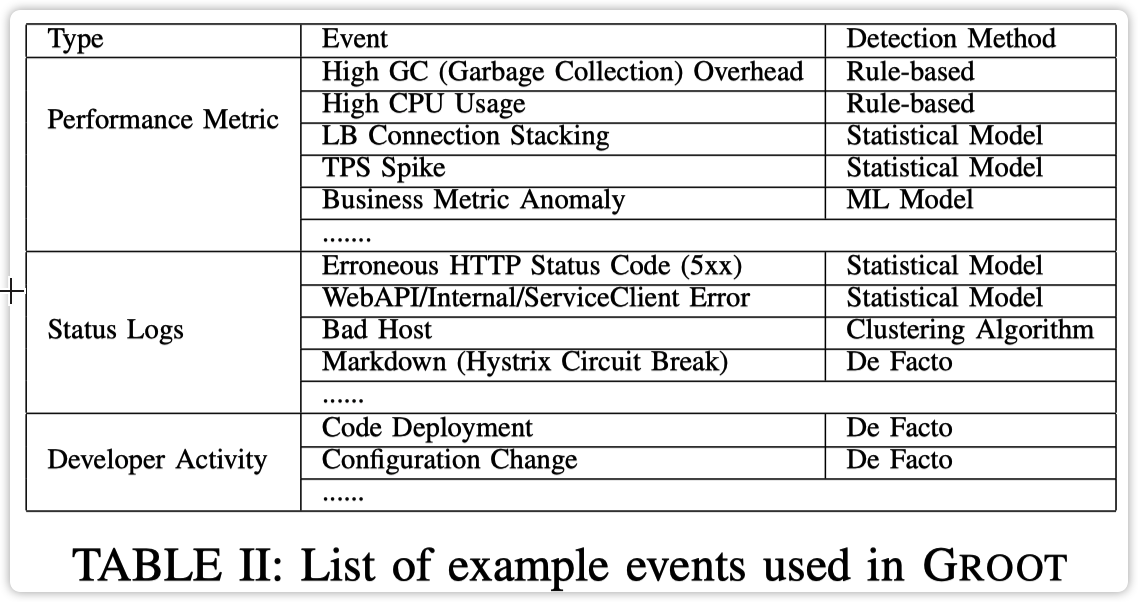 Type Event Detection Method
High GC (Garbage Collection) Overhead Rule-based
High CPU Usage Rule-based
Performance Metric
LB Connection Stacking Statistical Model
TPS Spike Statistical Model
Business Metric Anomaly ML Model
.......
Erroneous HTTP Status Code (5xx) Statistical Model
WebAPI/Internal/ServiceClient Error Statistical Model
Status Logs Bad Host Clustering Algorithm
Markdown (Hystrix Circuit Break) De Facto
......
Code Deployment De Facto
Developer Activity Configuration Change De Facto
......
TABLE II: List of example events used in GROOT